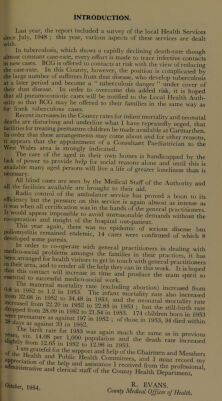 INTRODUCTION.
Last year, the report included a survey of the local Health Services
since July, 1948 ; this year, various aspects of these services are dealt
with.
In tuberculosis, which shows a rapidly declining death-rate though
almost constant case-rate, every effort is made to trace infective contacts
in new cases. BCG is offered to contacts at risk with the view of reducing
the case-rate. In this County, however, the position is complicated by
the large number of sufferers from dust disease, who develop tuberculosis
at a later period and become a " tuberculosis danger " under cover of
their dust disease. In order to overcome this added risk, it is hoped
that all pneumoconiosis cases will be notified to the Local Health Auth-
ority so that BCG may be offered to their families in the same way as
for frank tuberculous cases.
Recent increases in the County rates for infant mortality and neonatal
deaths are disturbing and underline what I have repeatedly urged, that
facilities for treating premature children be made available at Carmarthen.
In order that these arrangements may come about and for other reasons,
it appears that the appointment of a Consultant Paediatrician to the
West Wales area is strongly indicated.
The care of the aged in their own homes is handicapped by the
lack of power to provide help for social reasons alone and until this is
available many aged persons will live a life of greater loneliness than is
necessary.
All blind cases are seen by the Medical Staff of the Authority and
all the facilities available are brought to their aid.
Radio control of the ambulance service has proved a boon to its
efficiency but the pressure on this service is again almost as intense as
it was when all certification was in the hands of the general practitioners.
It would appear impossible to avoid unreasonable demands without the
co-operation and insight of the hospital out-patient.
This year again, there was no epidemic of serious disease but
poliomyelitis remained endemic, 14 cases were confirmed of which 8
developed some paresis.
In order to co-operate with general practitioners in dealing with
medico-social problems amongst the families in their practices, it has
been arranged for health visitors to get in touch with general practitioners
in their areas, and to render all the help they can in this work. It is hoped
that this contact will increase in time and produce the team spirit so
essential to successful medico-social work.
The maternal mortality rate (excluding abortion) increased from
0.8 in 1952 to 1.2 in 1953. The infant mortality rate also increased
from 32.68 in 1952 to 34.48 in 1953, and the neonatal mortality rate
increased from 22.20 in 1952 to 22.85 in 1953 ; but the still-birth rate
dropped from 28.09 in 1952 to 21.54 in 1953. 174 children born in 1953
were premature as against 197 in 1952 ; of those in 1953, 34 died within
28 days as against 39 in 1952.
The birth rate for 1953 was again much the same as in previous
years, viz. 14.08 per 1,000 population and the death rate increased
slightly from 12.65 in 1952 to 12.98 in 1953.
I am grateful for the support and help of the Chairmen and Members
of the Health and Public Health Committees, and I must record my
appreciation of the help and assistance I received from the professional,
administrative and clerical staff of the County Health Department.
R. EVANS.
October, 1954. County Medical Officer of Health.